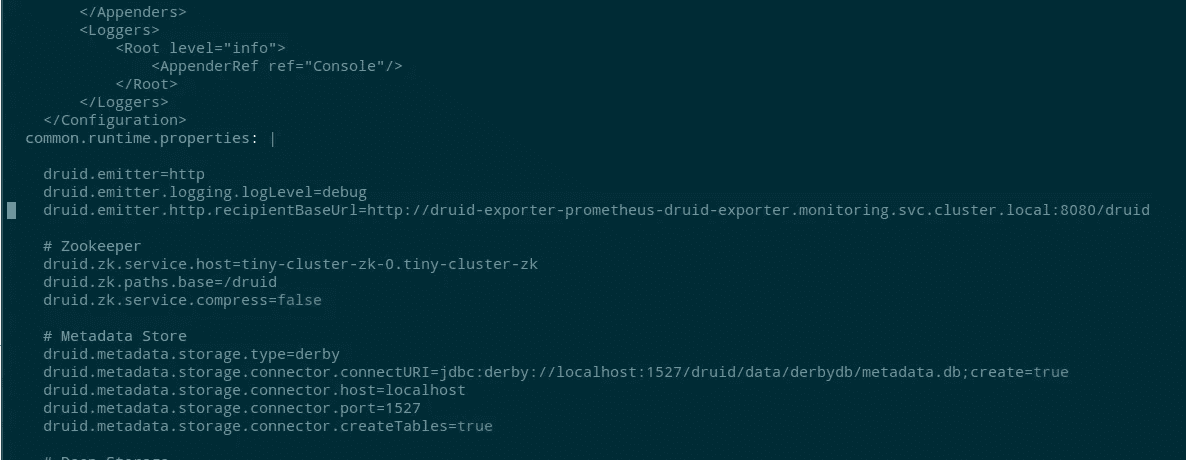 </Appenders>
<Loggers>
<Root level="info">
<AppenderRef ref="Console"/>
</Root>
</Loggers>
</Configuration>
common.runtime.properties: |
druid.emitter=http
druid.emitter.logging.logLevel=debug
druid.emitter.http.recipientBaseUrl=http://druid-exporter-prometheus-druid-exporter.monitoring.svc.cluster.local:8080/druid
# Zookeeper
druid.zk.service.host=tiny-cluster-zk-0.tiny-cluster-zk
druid.zk.paths.base=/druid
druid.zk.service.compress=false
# Metadata Store
druid.metadata.storage.type=derby
druid.metadata.storage.connector.connectURI=jdbc:derby://localhost:1527/druid/data/derbydb/metadata.db;create=true
druid.metadata.storage.connector.host=localhost
druid.metadata.storage.connector.port=1527
druid.metadata.storage.connector.createTables=true
# Deep Storage